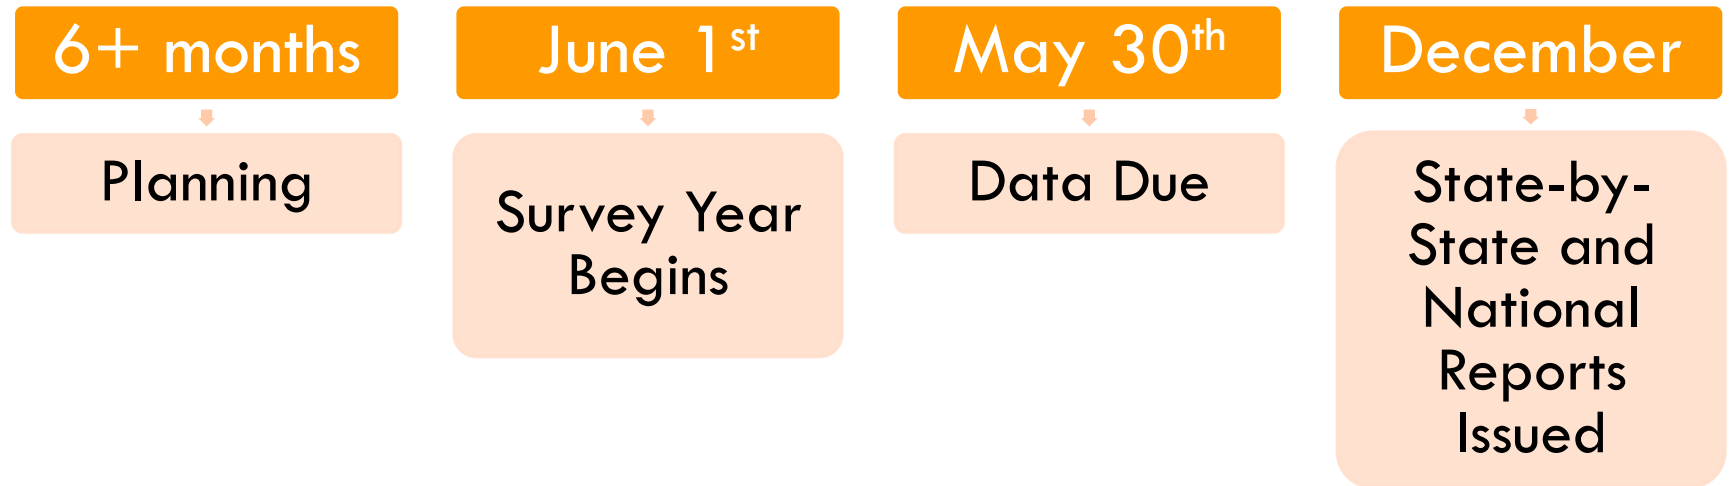 6+ months
Planning
June 1st
Survey Year
Begins
May 30th
Data Due
December
State-by-
State and
National
Reports
Issued